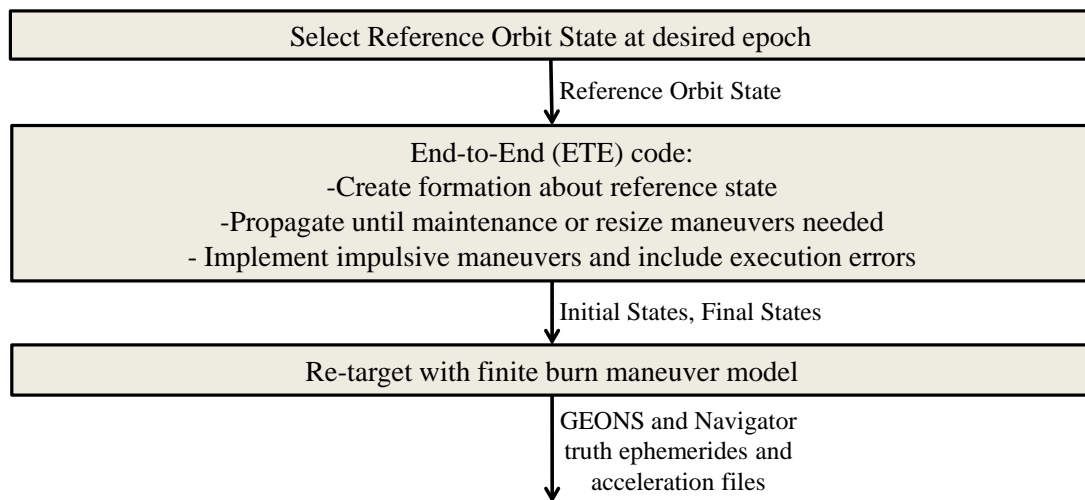 Select Reference Orbit State at desired epoch
Reference Orbit State
End-to-End (ETE) code:
-Create formation about reference state
-Propagate until maintenance or resize maneuvers needed
- Implement impulsive maneuvers and include execution errors
Initial States, Final States
Re-target with finite burn maneuver model
GEONS and Navigator
truth ephemerides and
acceleration files